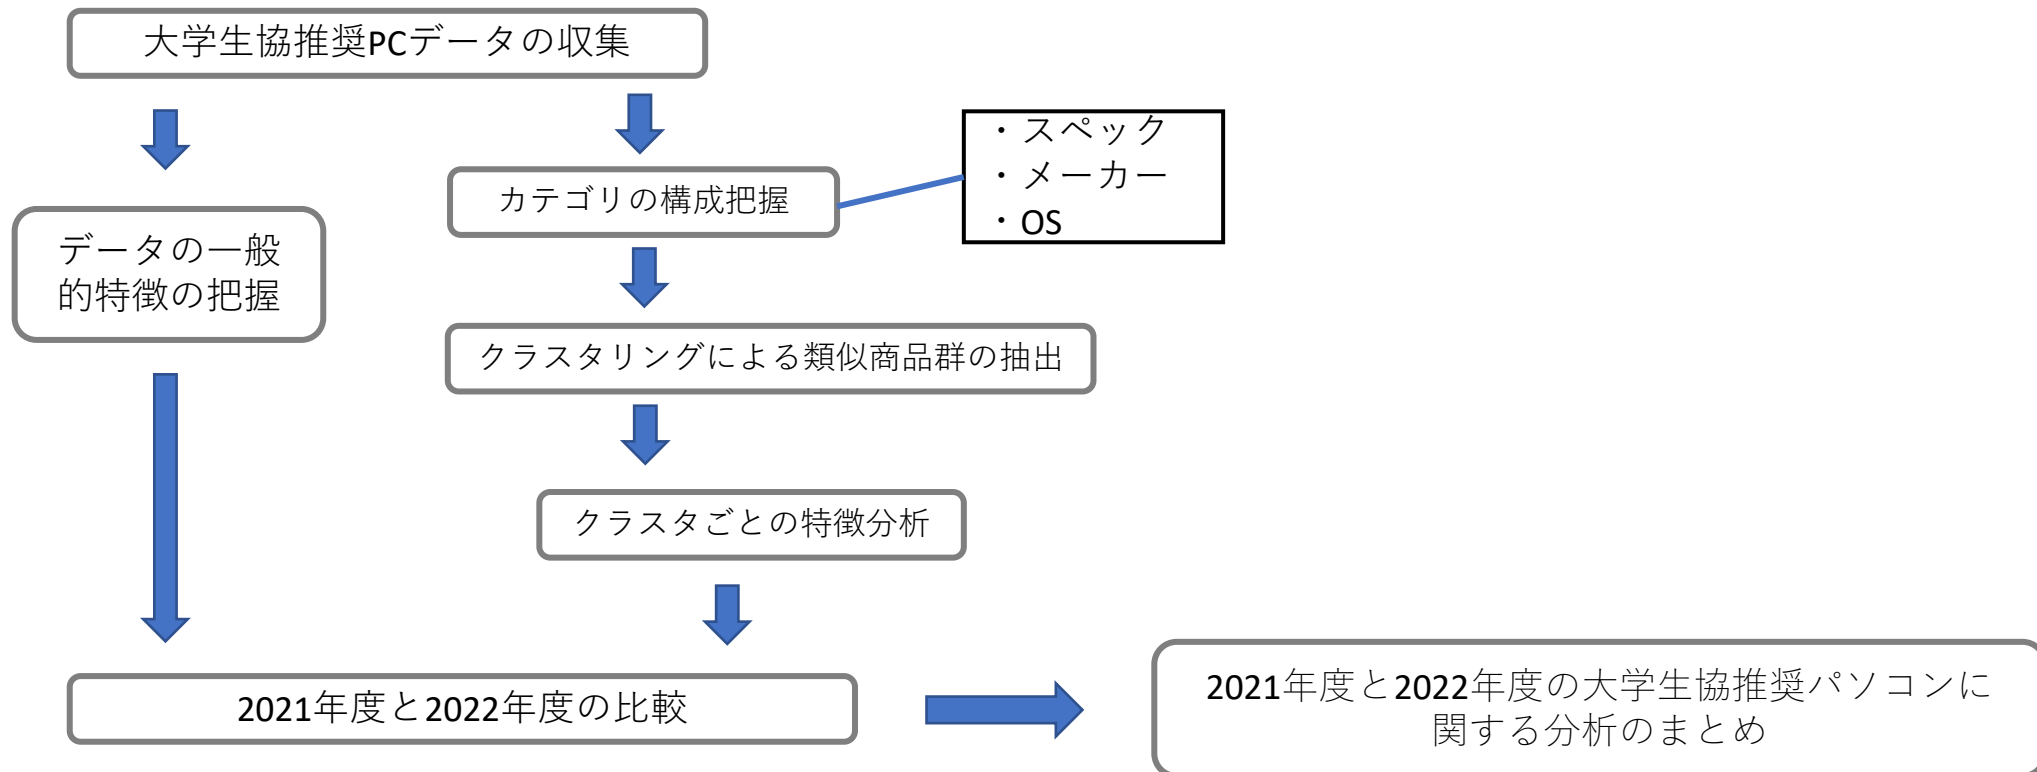 大学生協推奨PCデータの収集
・スペック
・メーカー
・OS
カテゴリの構成把握
データの一般
的特徴の把握
クラスタリングによる類似商品群の抽出
クラスタごとの特徴分析
2021年度と2022年度の比較
2021年度と2022年度の大学生協推奨パソコンに
関する分析のまとめ